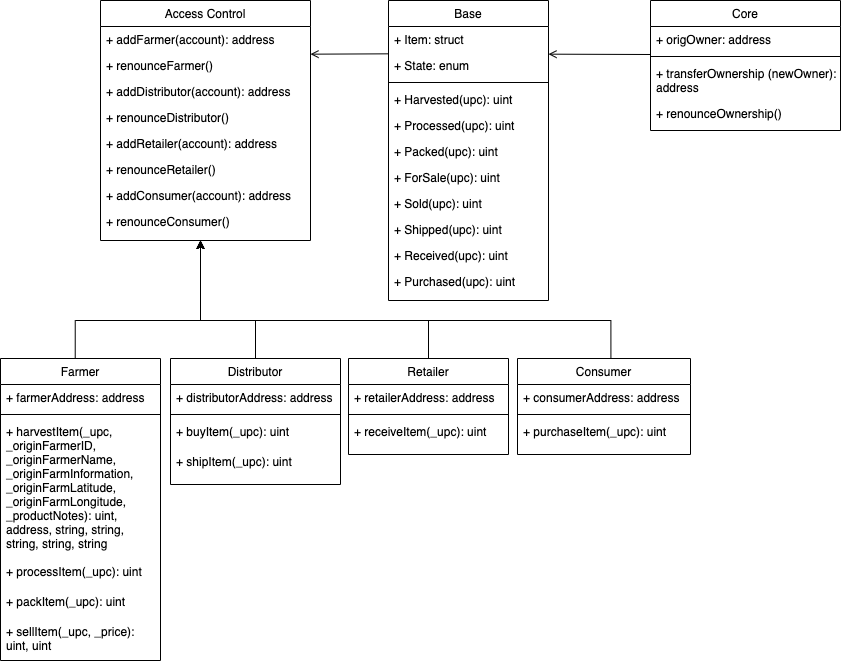 Access Control
+ addFarmer(account): address
+ renounceFarmer()
+ addDistributor(account): address
+ renounceDistributor()
+ addRetailer(account): address
+ renounceRetailer()
+ addConsumer(account): address
+ renounceConsumer()
Base
+ Item: struct
+ State: enum
+ Harvested(upc): uint
+ Processed(upc): uint
+ Packed(upc): uint
+ ForSale(upc): uint
+ Sold(upc): uint
+ Shipped(upc): uint
+ Received(upc): uint
+ Purchased(upc): uint
Core
+ origOwner: address
+ transferOwnership (newOwner):
address
+ renounceOwnership()
Farmer
+ farmerAddress: address
+ harvestItem(_upc,
_originFarmerID,
_originFarmerName,
_originFarmInformation,
_originFarmLatitude,
_originFarmLongitude,
_productNotes): uint,
address, string, string,
string, string, string
+ processItem(_upc): uint
+ packItem(_upc): uint
+ sellItem(_upc, _price):
uint, uint
Distributor
+ distributorAddress: address
+ buyItem(_upc): uint
+ shipItem(_upc): uint
Retailer
+ retailerAddress: address
+ receiveItem(_upc): uint
Consumer
+ consumerAddress: address
+ purchaseItem(_upc): uint